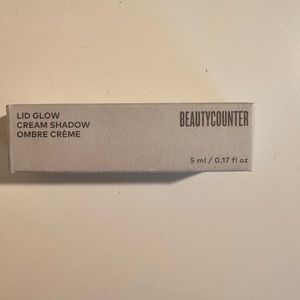 LID GLOW
CREAM SHADOW
OMBRE CRÈME
BEAUTYCOUNTER
5 ml / 0.17 fl oz